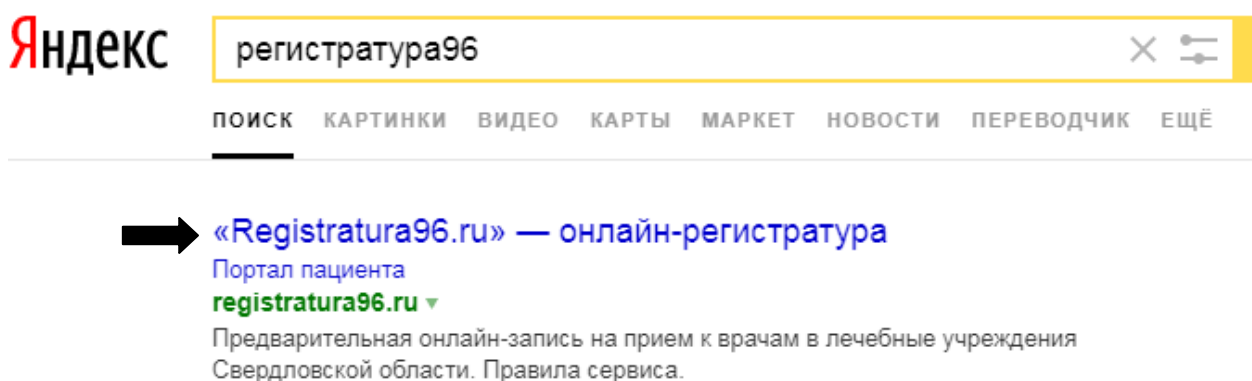 Яндекс
регистратура96
ПОИСК КАРТИНКИ ВИДЕО КАРТЫ МАРКЕТ НОВОСТИ ПЕРЕВОДЧИК ЕЩЁ
«Registratura96.ru» — онлайн-регистратура
Портал пациента
registratura96.ru
Предварительная онлайн-запись на прием к врачам в лечебные учреждения
Свердловской области. Правила сервиса.